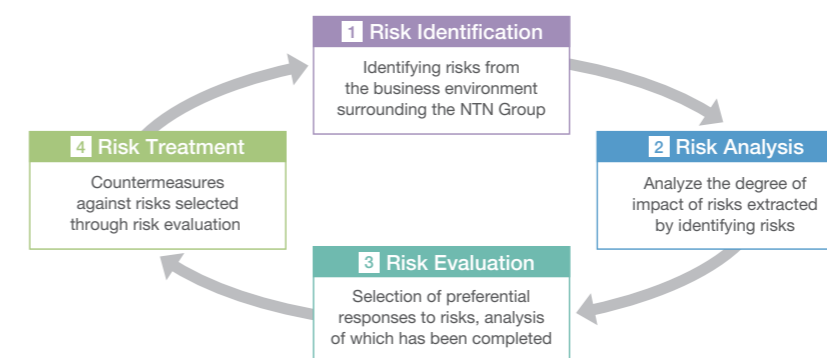 1 Risk Identification
Identifying risks from
the business environment
surrounding the NTN Group
2 Risk Analysis
Analyze the degree of
impact of risks extracted
by identifying risks
3 Risk Evaluation
Selection of preferential
responses to risks, analysis
of which has been completed
4 Risk Treatment
Countermeasures
against risks selected
through risk evaluation